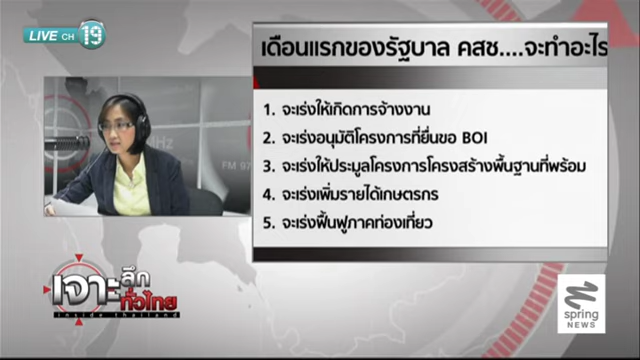 LIVE CH 19
เดือนแรกของรัฐบาล คสช....จะทำอะไร
1. จะเร่งให้เกิดการจ้างงาน
2. จะเร่งอนุมัติโครงการที่ยื่นขอ BOI
3. จะเร่งให้ประมูลโครงการโครงสร้างพื้นฐานที่พร้อม
4. จะเร่งเพิ่มรายได้เกษตรกร
5. จะเร่งฟื้นฟูภาคท่องเที่ยว
MHz
FM 97
เจาะลึก
ทั่วไทย
inside thailand
spring
NEWS